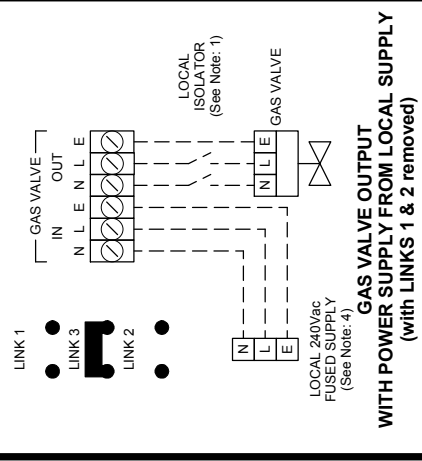 LINK 1
LINK 3
LINK 2
GAS VALVE
IN
OUT
N L E N L E
LOCAL
ISOLATOR
(See Note: 1)
N L E
GAS VALVE
N
L
E
LOCAL 240Vac
FUSED SUPPLY
(See Note: 4)
GAS VALVE OUTPUT
WITH POWER SUPPLY FROM LOCAL SUPPLY
(with LINKS 1 & 2 removed)